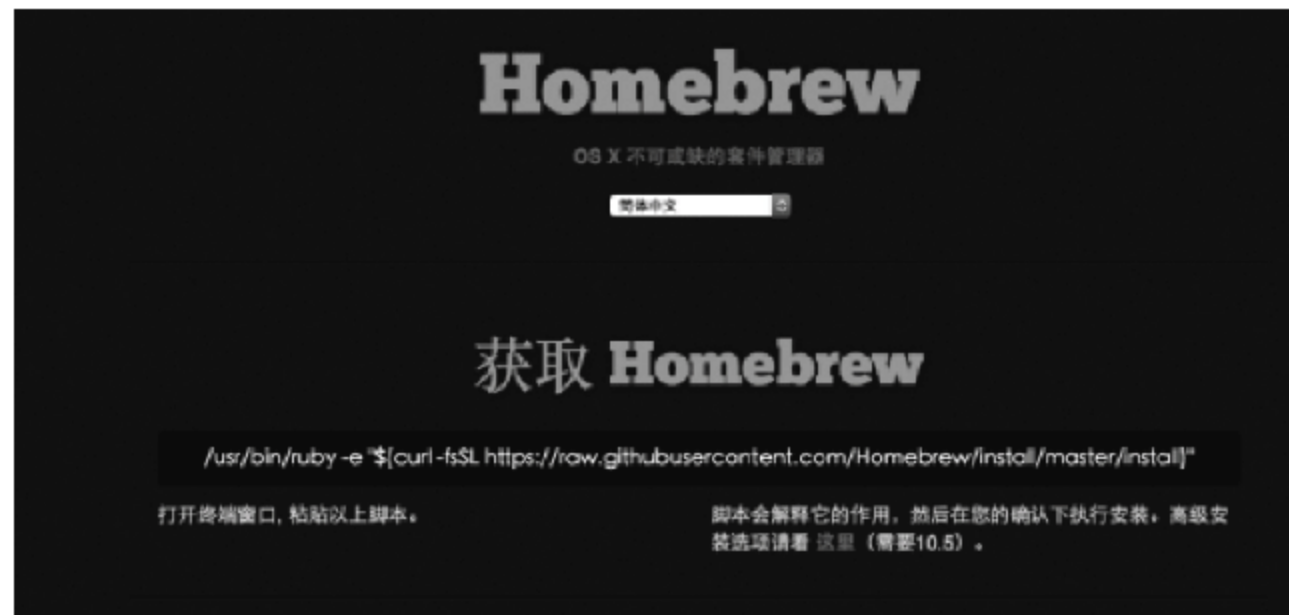 Homebrew
OS X 不可或缺的套件管理器
简体中文
获取 Homebrew
/usr/bin/ruby -e "$(curl -fsSL https://raw.githubusercontent.com/Homebrew/install/master/install)"
打开终端窗口, 粘贴以上脚本。
脚本会解释它的作用，然后在您的确认下执行安装。高级安
装选项请看 这里（需要10.5）。